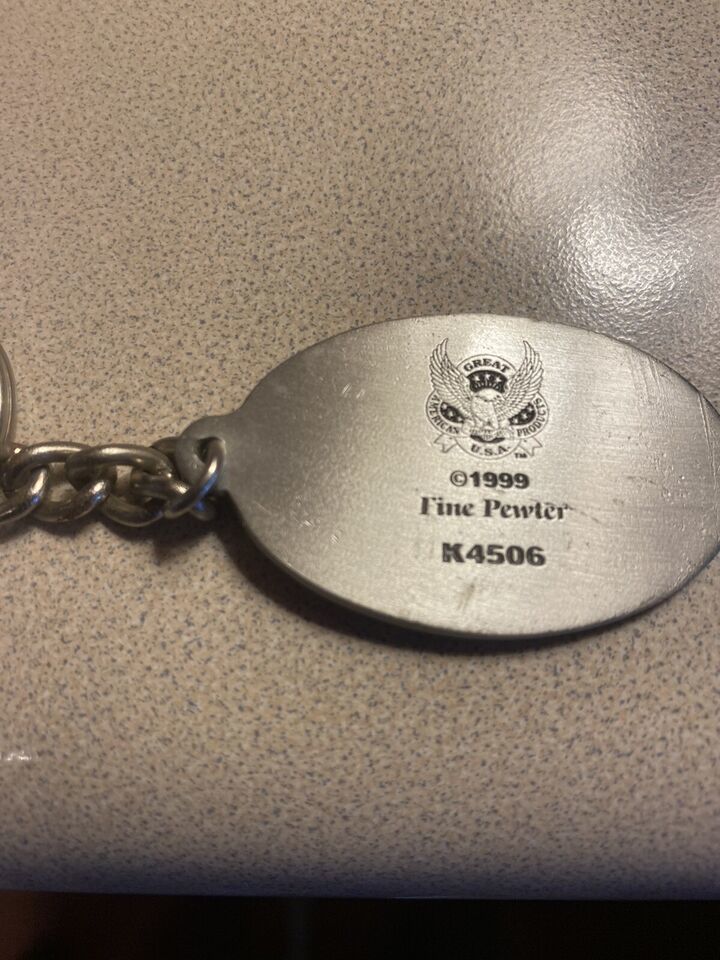 GREAT
AMERICAN PRODUCTS
U.S.A.
™
©1999
Fine Pewter
K4506